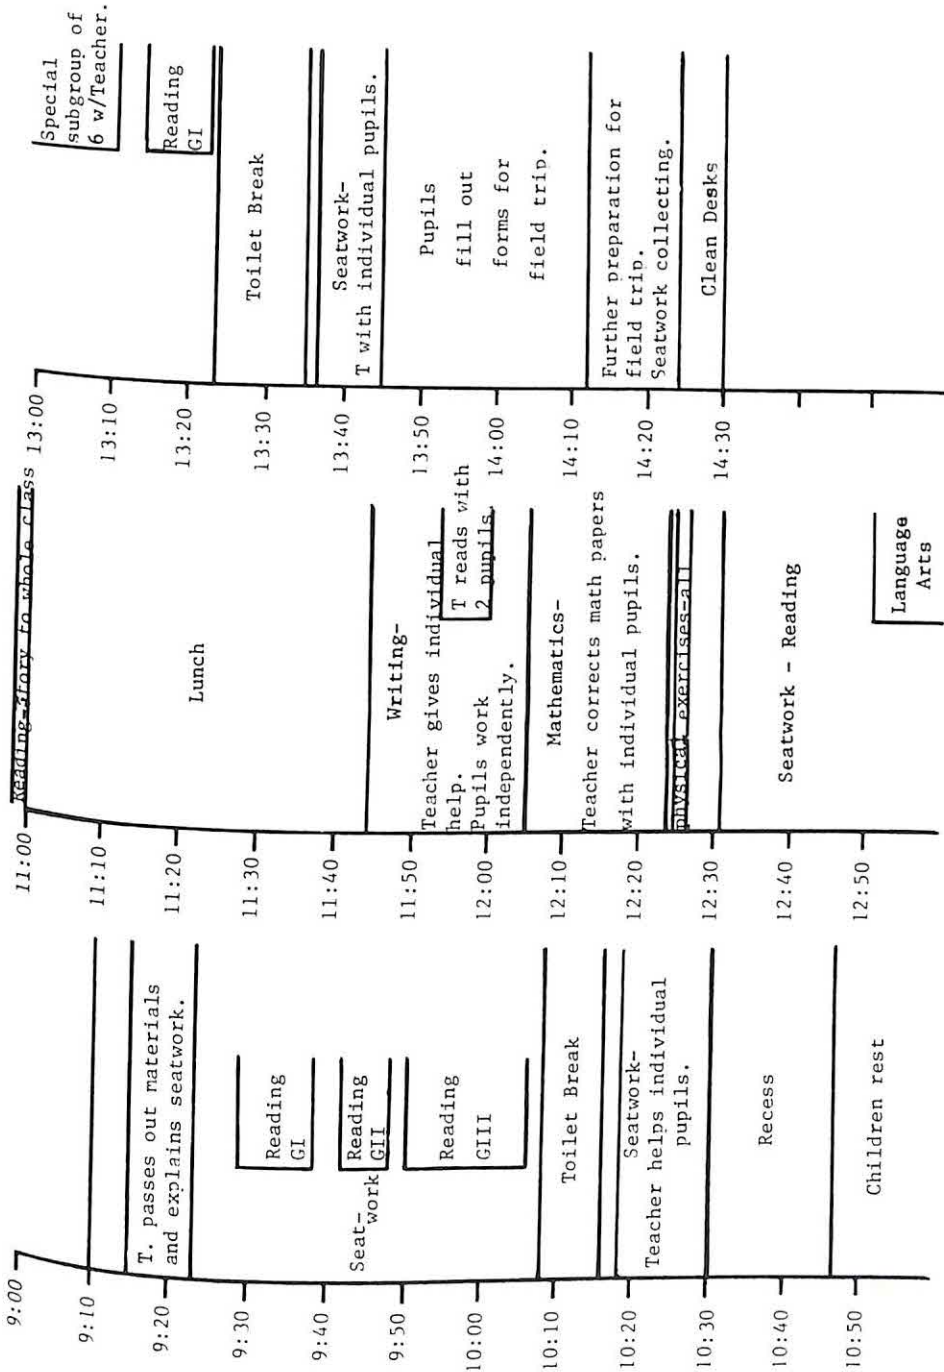 9:00
9:10
9:20
9:30
9:40
9:50
10:00
10:10
10:20
10:30
10:40
10:50
T. passes out materials
and explains seatwork.
Seat-
work
Reading
GI
Reading
GII
Reading
GIII
Toilet Break
Seatwork-
Teacher helps individual
pupils.
Recess
Children rest
11:00
11:10
11:20
11:30
11:40
11:50
12:00
12:10
12:20
12:30
12:40
12:50
Reading-Story to whole class
Lunch
Writing-
Teacher gives individual
help.
Pupils work
independently.
T reads with
2 pupils.
Mathematics-
Teacher corrects math papers
with individual pupils.
physical exercises-all
Seatwork - Reading
Language
Arts
13:00
13:10
13:20
13:30
13:40
13:50
14:00
14:10
14:20
14:30
Special
subgroup of
6 w/Teacher.
Reading
GI
Toilet Break
Seatwork-
T with individual pupils.
Pupils
fill out
forms for
field trip.
Further preparation for
field trip.
Seatwork collecting.
Clean Desks